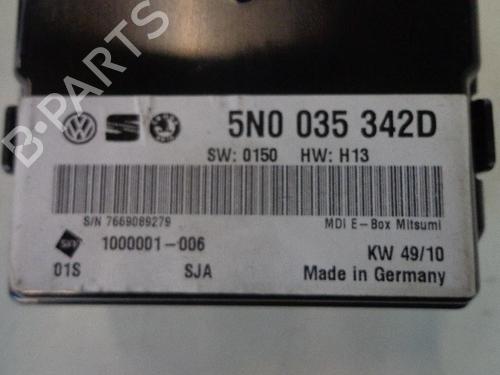 B-PARTS
5N0 035 342D
SW: 0150 HW: H13
S/N 7669089279 MDI E-Box Mitsumi
1000001-006
KW 49/10
01S SJA Made in Germany